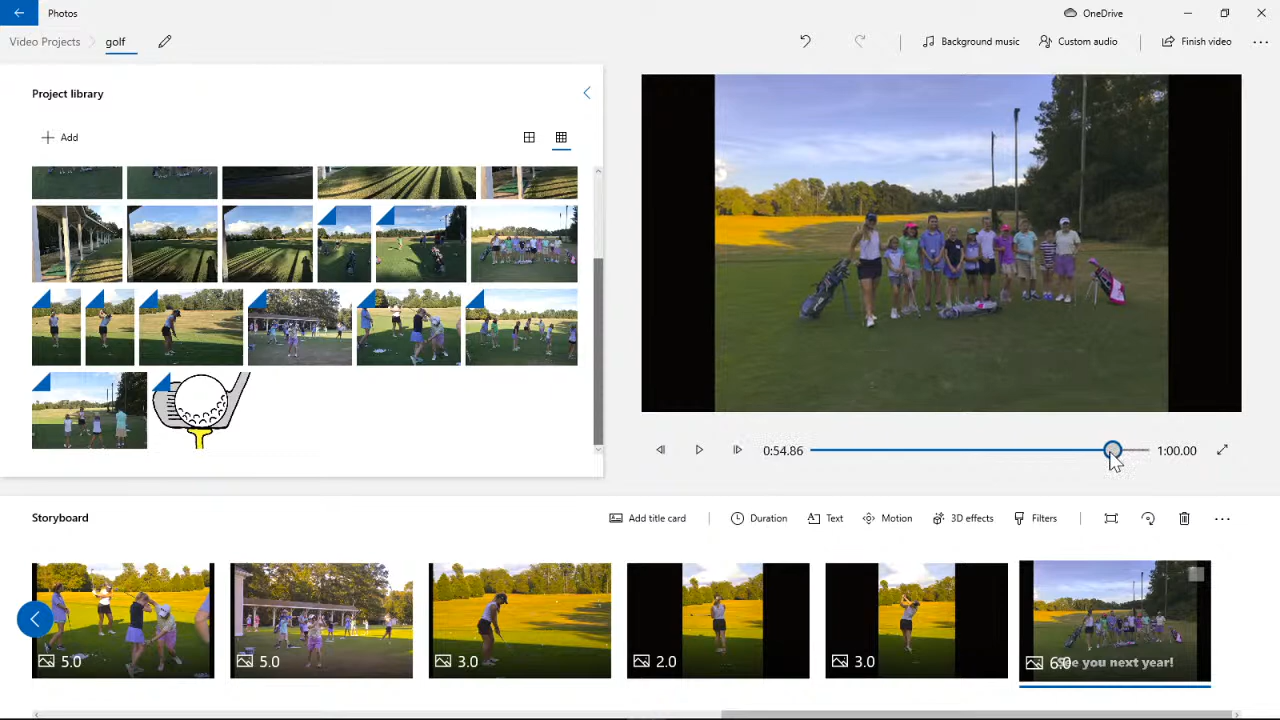 Photos
OneDrive
Video Projects
golf
Background music
Custom audio
Finish video
Project library
Add
0:54.86
1:00.00
Storyboard
Add title card
Duration
Text
Motion
3D effects
Filters
5.0
5.0
3.0
2.0
3.0
6.0
you next year!